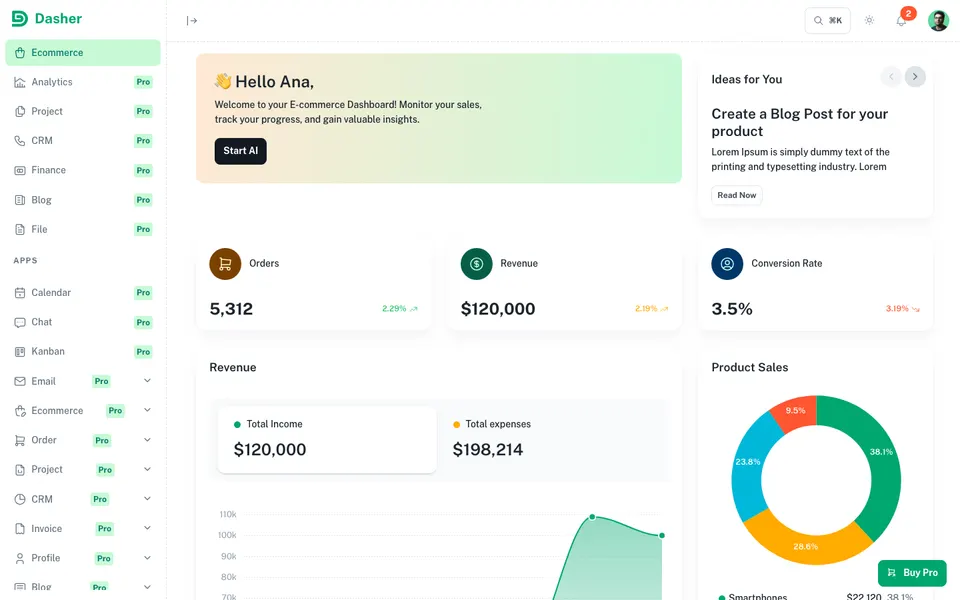 Dasher
⌘K
2
Ecommerce
Analytics Pro
Project Pro
CRM Pro
Finance Pro
Blog Pro
File Pro
APPS
Calendar Pro
Chat Pro
Kanban Pro
Email Pro
Ecommerce Pro
Order Pro
Project Pro
CRM Pro
Invoice Pro
Profile Pro
Blog Pro
👋 Hello Ana,
Welcome to your E-commerce Dashboard! Monitor your sales,
track your progress, and gain valuable insights.
Start AI
Ideas for You
Create a Blog Post for your
product
Lorem Ipsum is simply dummy text of the
printing and typesetting industry. Lorem
Read Now
Orders
5,312 2.29%
Revenue
$120,000 2.19%
Conversion Rate
3.5% 3.19%
Revenue
Total Income
$120,000
Total expenses
$198,214
110k
100k
90k
80k
70k
Product Sales
9.5%
38.1%
23.8%
28.6%
Buy Pro
Smartphones $22,120 38.1%